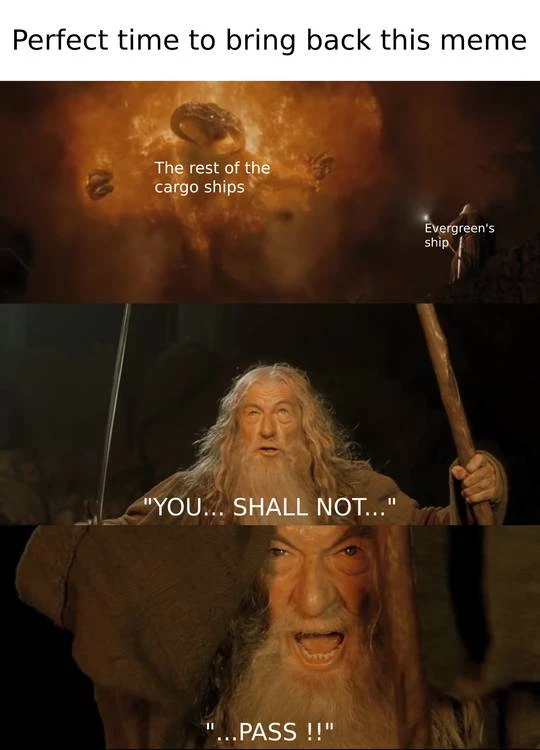 Perfect time to bring back this meme
The rest of the
cargo ships
Evergreen's
ship
"YOU... SHALL NOT..."
"...PASS !!"